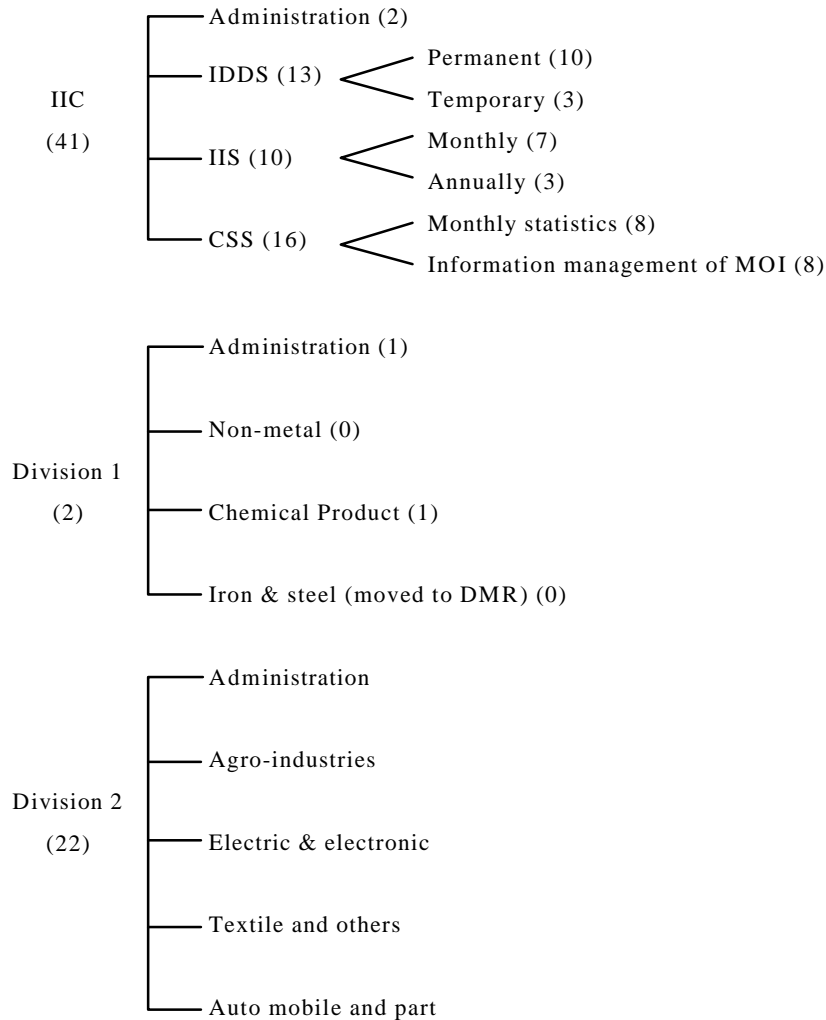 Administration (2)
IDDS (13)
Permanent (10)
Temporary (3)
IIC
(41)
IIS (10)
Monthly (7)
Annually (3)
CSS (16)
Monthly statistics (8)
Information management of MOI (8)
Administration (1)
Non-metal (0)
Division 1
(2)
Chemical Product (1)
Iron & steel (moved to DMR) (0)
Administration
Agro-industries
Division 2
(22)
Electric & electronic
Textile and others
Auto mobile and part